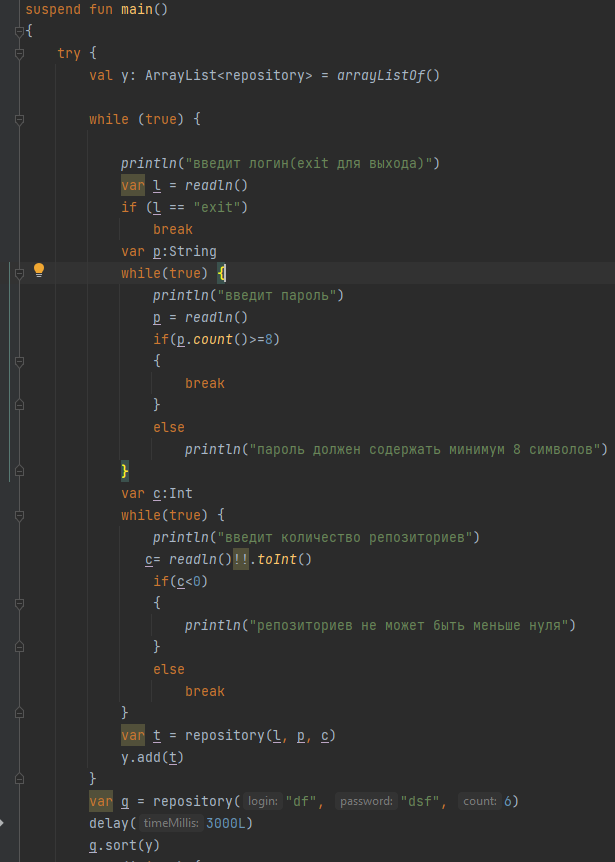 suspend fun main()
{
try {
val y: ArrayList<repository> = arrayListOf()
while (true) {
println("введит логин(exit для выхода)")
var l = readln()
if (l == "exit")
break
var p:String
while(true) {
println("введит пароль")
p = readln()
if(p.count()>=8)
{
break
}
else
println("пароль должен содержать минимум 8 символов")
}
var c:Int
while(true) {
println("введит количество репозиториев")
c= readln()!!.toInt()
if(c<0)
{
println("репозиториев не может быть меньше нуля")
}
else
break
}
var t = repository(l, p, c)
y.add(t)
}
var q = repository( login: "df", password: "dsf", count: 6)
delay( timeMillis: 3000L)
q.sort(y)